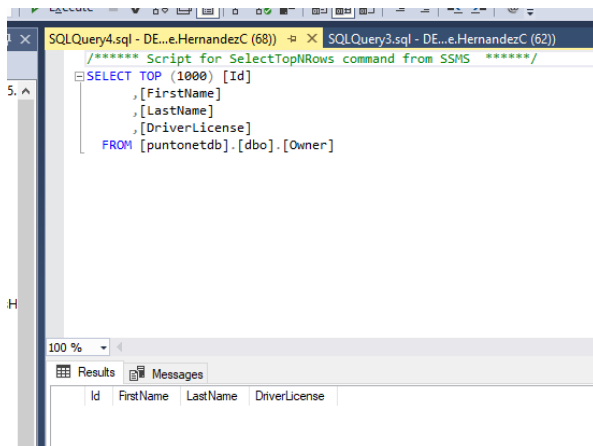 Execute
SQLQuery4.sql - DE...e.HernandezC (68))
SQLQuery3.sql - DE...e.HernandezC (62))
/****** Script for SelectTopNRows command from SSMS ******/
SELECT TOP (1000) [Id]
,[FirstName]
,[LastName]
,[DriverLicense]
FROM [puntonetdb].[dbo].[Owner]
5.
H
100 %
Results
Messages
Id FirstName LastName DriverLicense